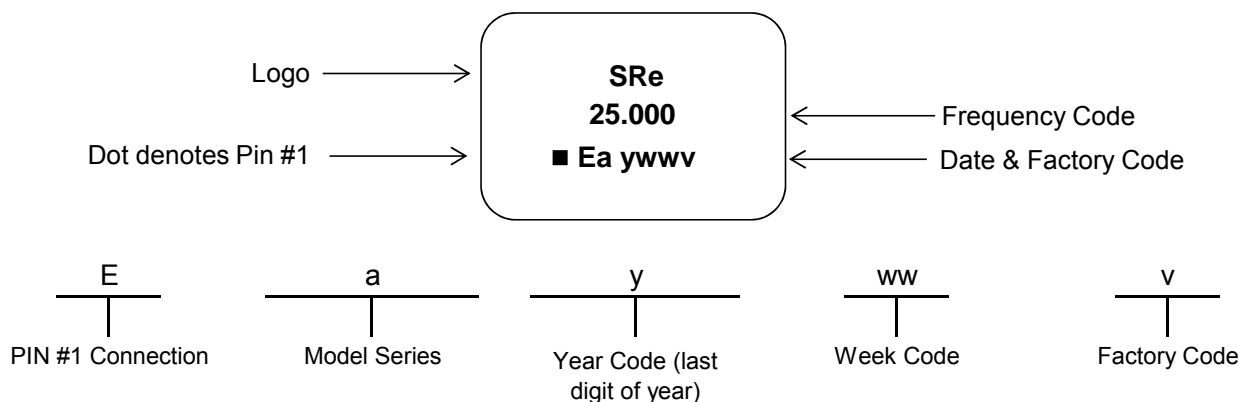 Logo
SRe
25.000
Frequency Code
Dot denotes Pin #1
■ Ea ywwv
Date & Factory Code
E
a
y
ww
v
PIN #1 Connection
Model Series
Year Code (last
digit of year)
Week Code
Factory Code